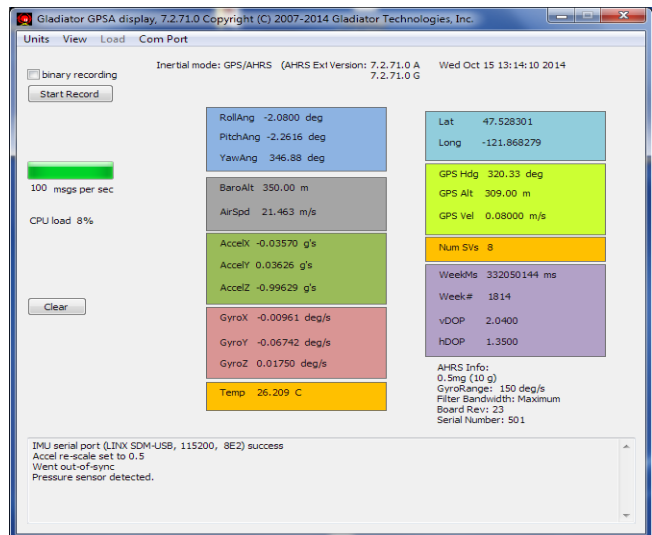 Gladiator GPSA display, 7.2.71.0 Copyright (C) 2007-2014 Gladiator Technologies, Inc.
Units View Load Com Port
binary recording
Start Record
Inertial mode: GPS/AHRS (AHRS Ext Version: 7.2.71.0 A
7.2.71.0 G
Wed Oct 15 13:14:10 2014
100 msgs per sec
CPU load 8%
Clear
RollAng -2.0800 deg
PitchAng -2.2616 deg
YawAng 346.88 deg
BaroAlt 350.00 m
AirSpd 21.463 m/s
AccelX -0.03570 g's
AccelY 0.03626 g's
AccelZ -0.99629 g's
GyroX -0.00961 deg/s
GyroY -0.06742 deg/s
GyroZ 0.01750 deg/s
Temp 26.209 C
Lat 47.528301
Long -121.868279
GPS Hdg 320.33 deg
GPS Alt 309.00 m
GPS Vel 0.08000 m/s
Num SVs 8
WeekMs 332050144 ms
Week# 1814
vDOP 2.0400
hDOP 1.3500
AHRS Info:
0.5mg (10 g)
GyroRange: 150 deg/s
Filter Bandwidth: Maximum
Board Rev: 23
Serial Number: 501
IMU serial port (LINX SDM-USB, 115200, 8E2) success
Accel re-scale set to 0.5
Went out-of-sync
Pressure sensor detected.